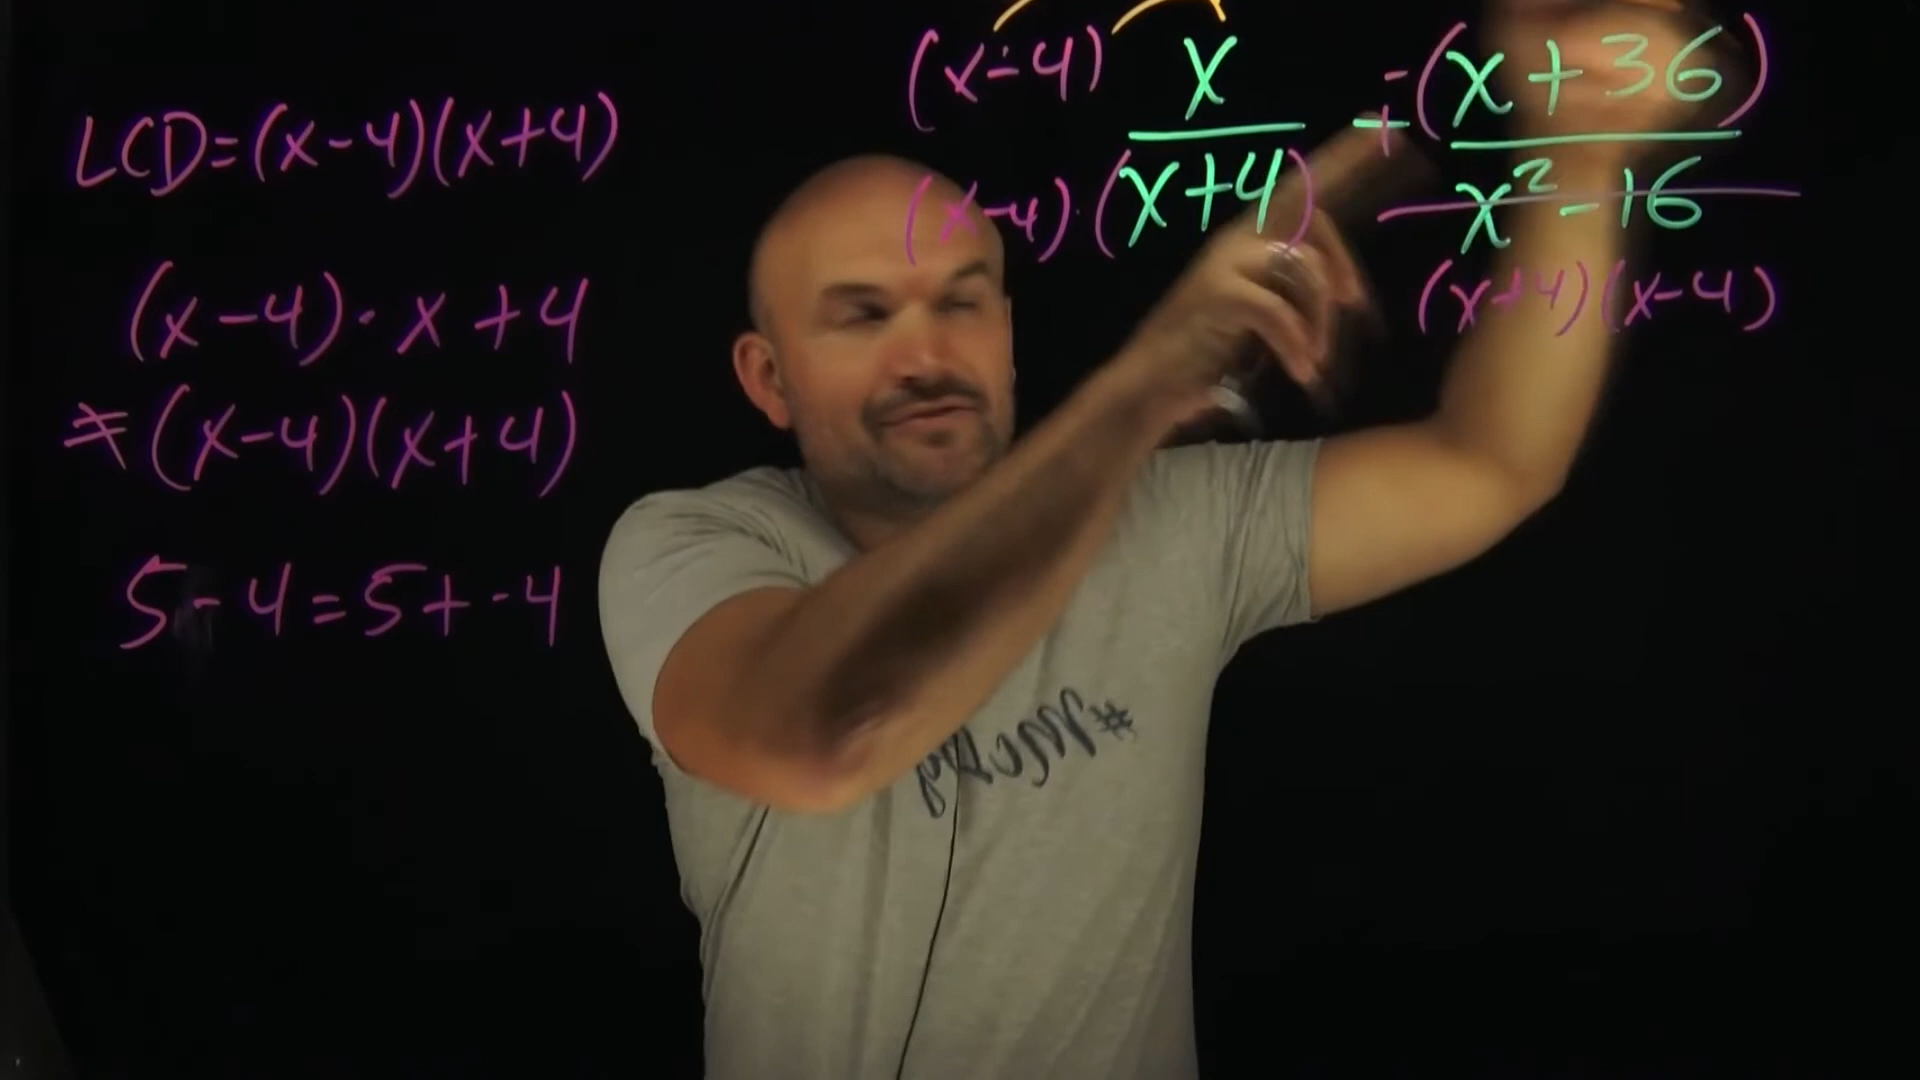 LCD=(x-4)(x+4)
(x-4)·x+4
≠(x-4)(x+4)
5-4=5+-4
(x-4) x -(x+36)
+
(x-4)·(x+4) x²-16
(x+4)(x-4)